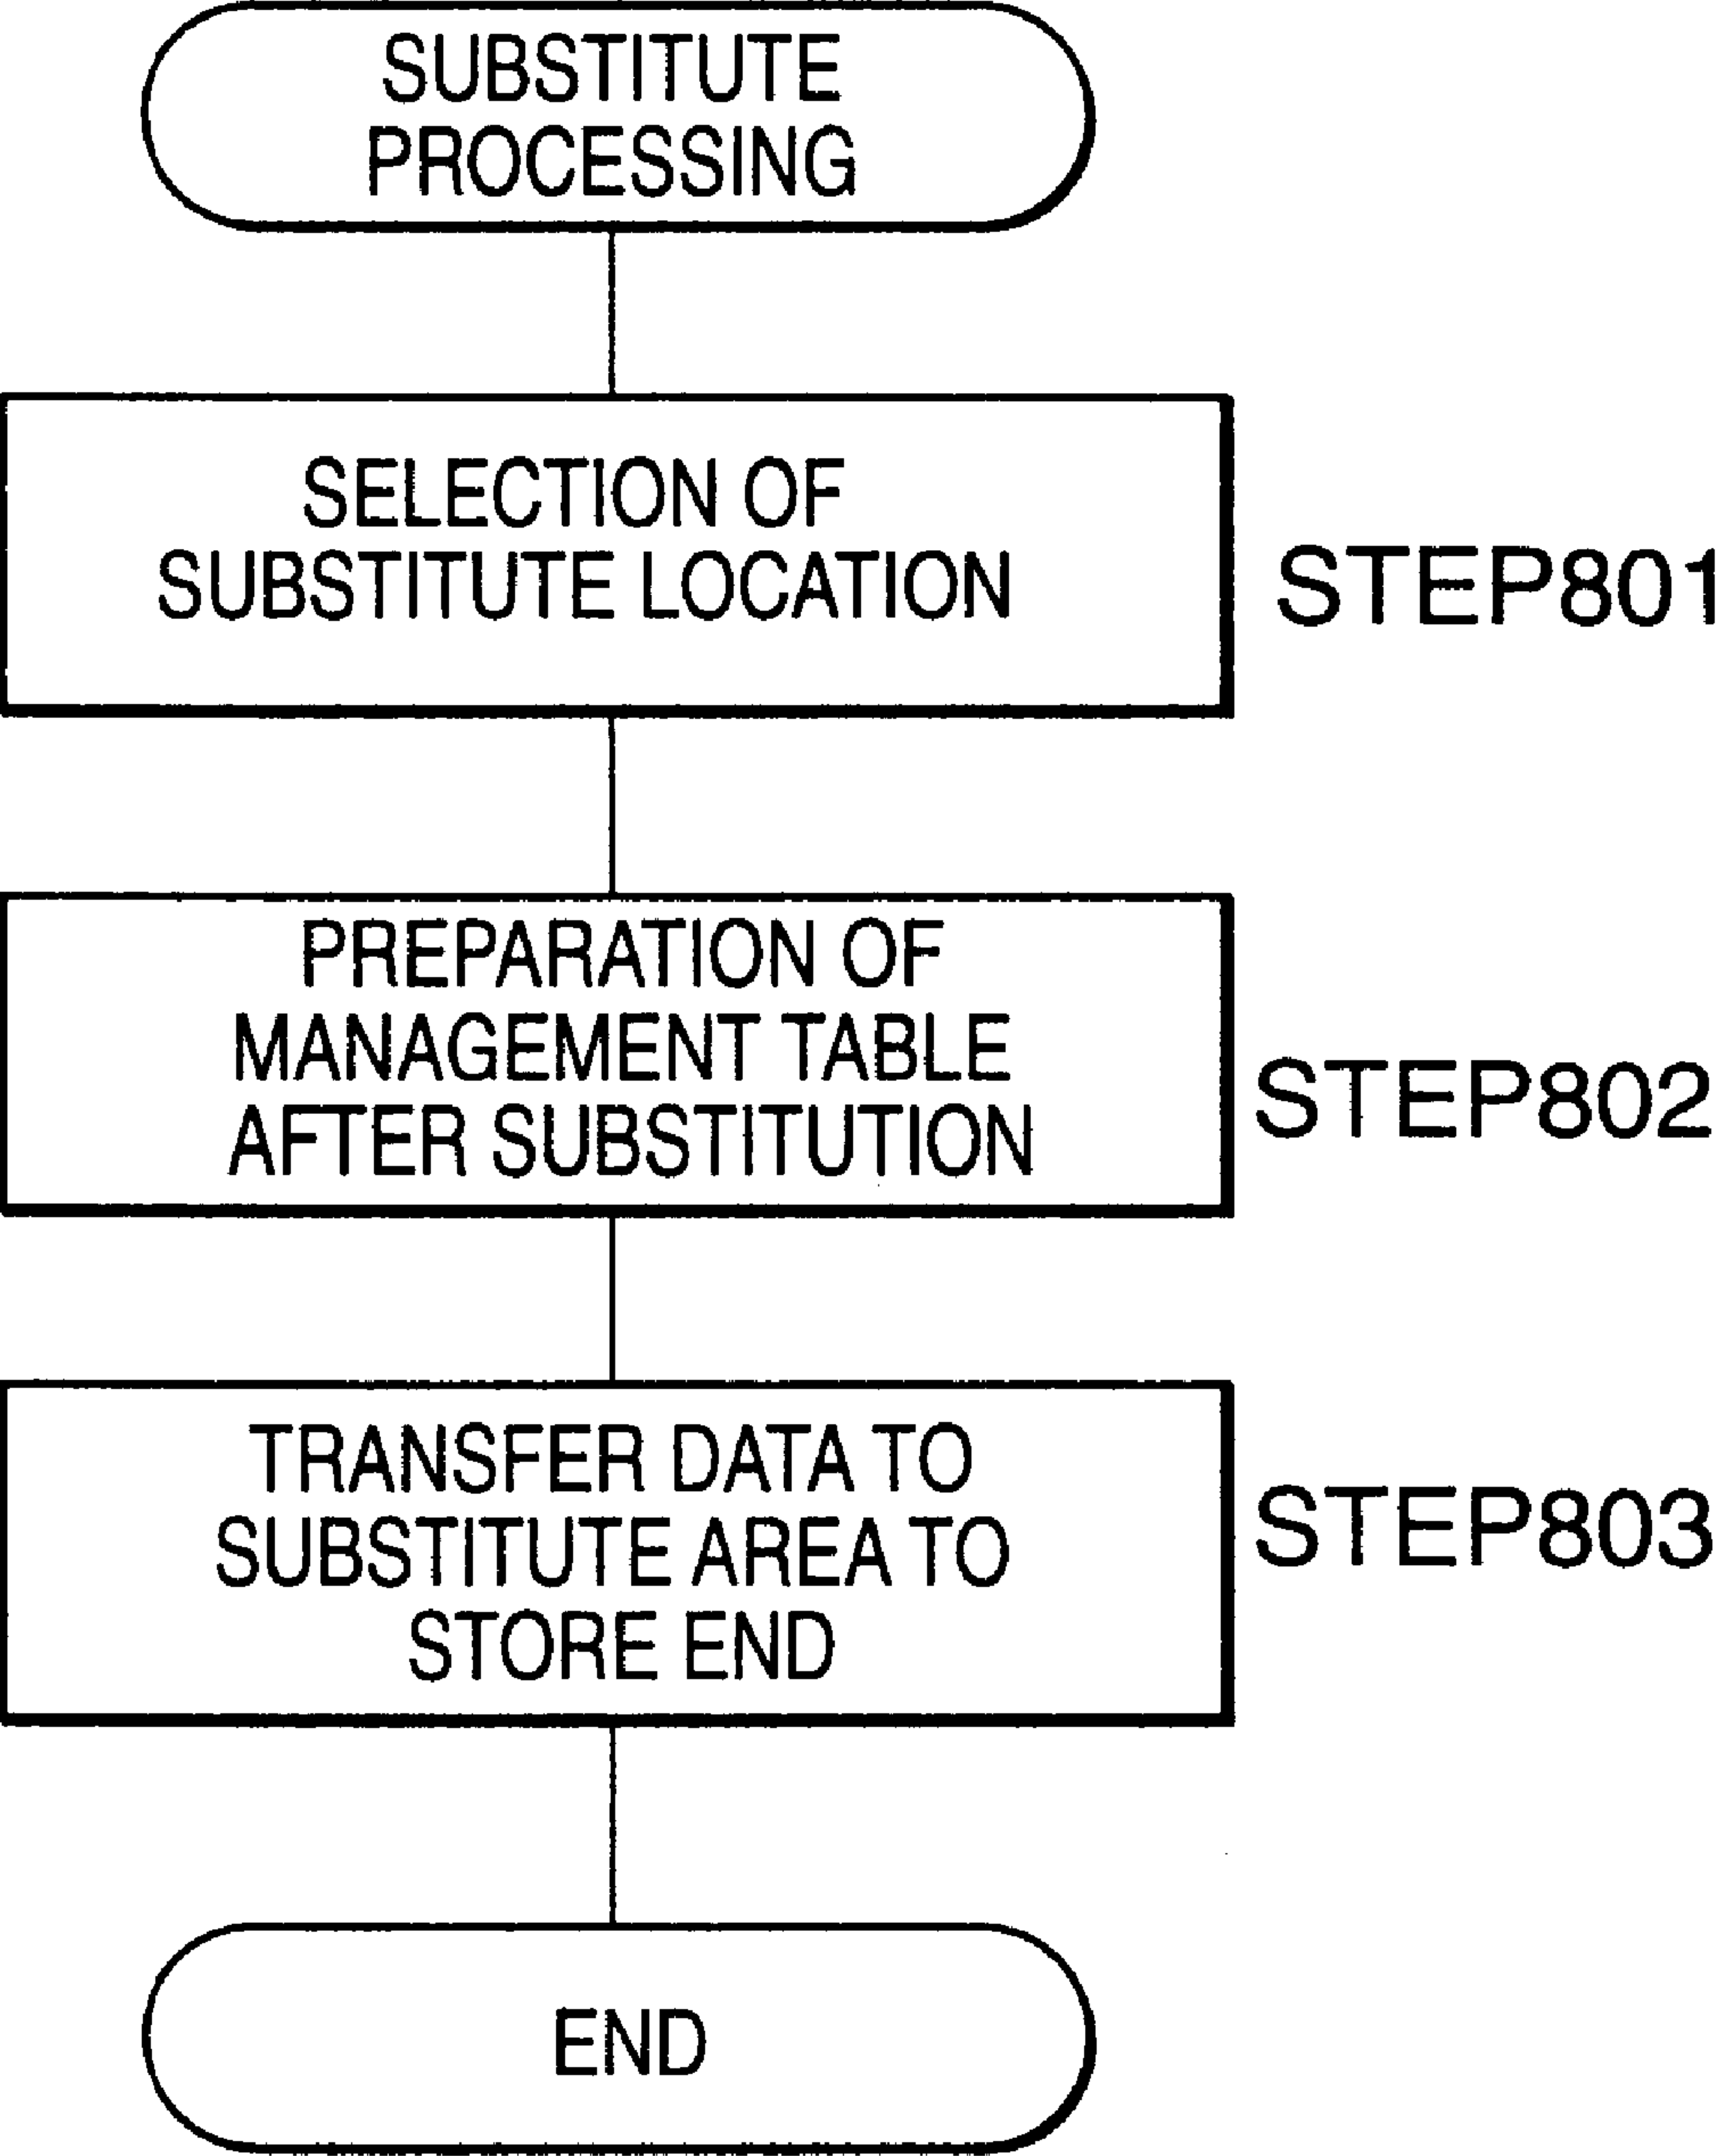 SUBSTITUTE
PROCESSING
SELECTION OF
SUBSTITUTE LOCATION
STEP801
PREPARATION OF
MANAGEMENT TABLE
AFTER SUBSTITUTION
STEP802
TRANSFER DATA TO
SUBSTITUTE AREA TO
STORE END
STEP803
END